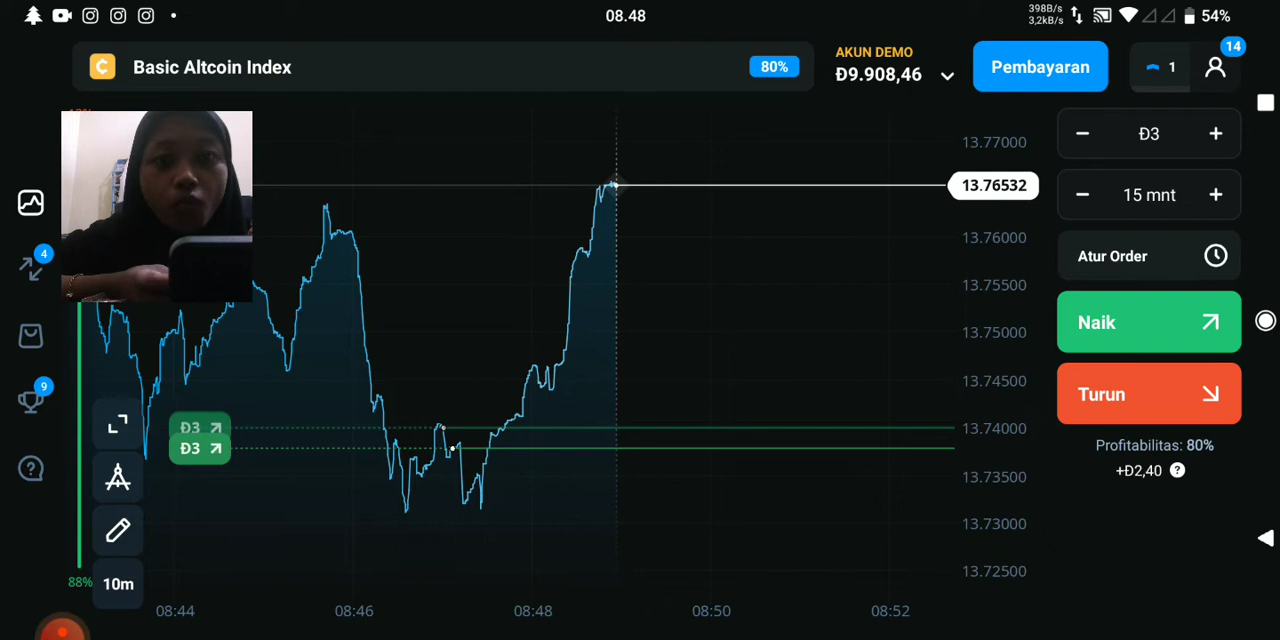 08.48
398B/s
3,2kB/s
54%
Basic Altcoin Index
80%
AKUN DEMO
Đ9.908,46
Pembayaran
1
14
13.77000
13.76532
13.76000
13.75500
13.75000
13.74500
13.74000
13.73500
13.73000
13.72500
Đ3
15 mnt
Atur Order
Naik
Turun
Profitabilitas: 80%
+Đ2,40
4
9
Đ3
Đ3
10m
88%
08:44
08:46
08:48
08:50
08:52